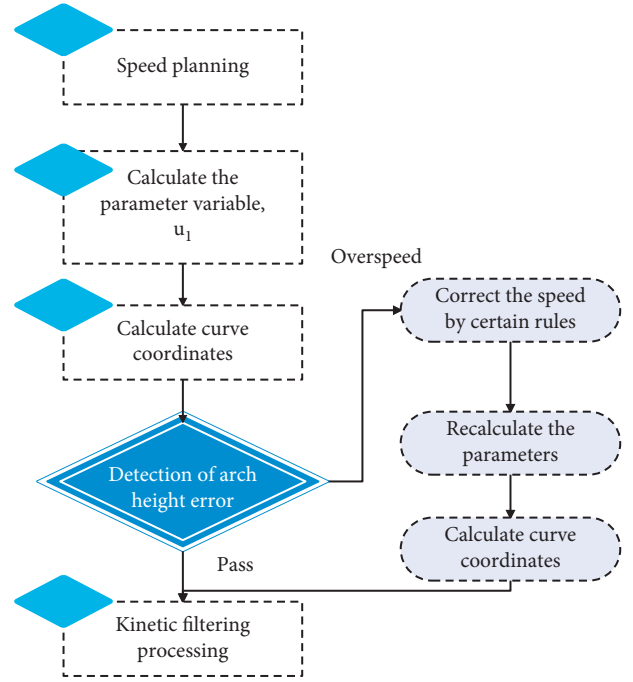 Speed planning
Calculate the
parameter variable,
u1
Calculate curve
coordinates
Detection of arch
height error
Pass
Kinetic filtering
processing
Overspeed
Correct the speed
by certain rules
Recalculate the
parameters
Calculate curve
coordinates